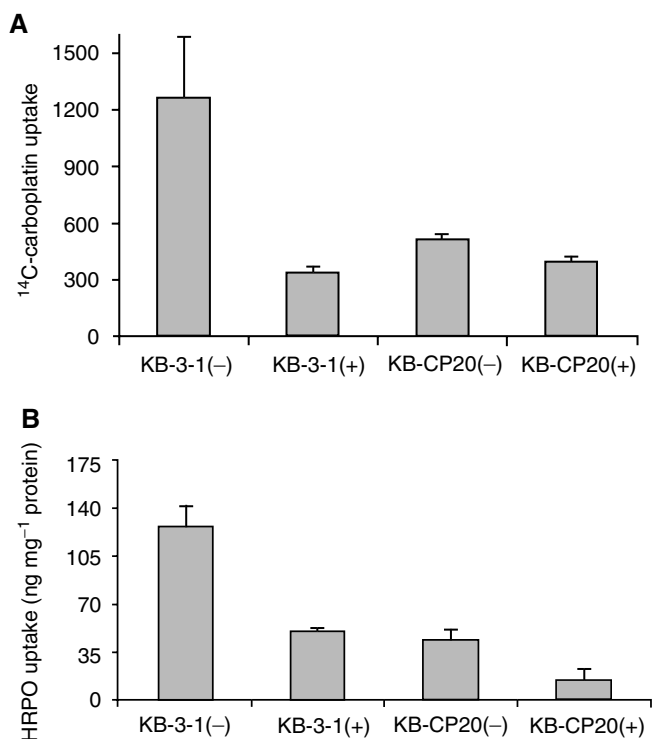 A
¹⁴C-carboplatin uptake
1500
1200
900
600
300
0
KB-3-1(−)
KB-3-1(+)
KB-CP20(−)
KB-CP20(+)
B
HRPO uptake (ng mg⁻¹ protein)
175
140
105
70
35
0
KB-3-1(−)
KB-3-1(+)
KB-CP20(−)
KB-CP20(+)